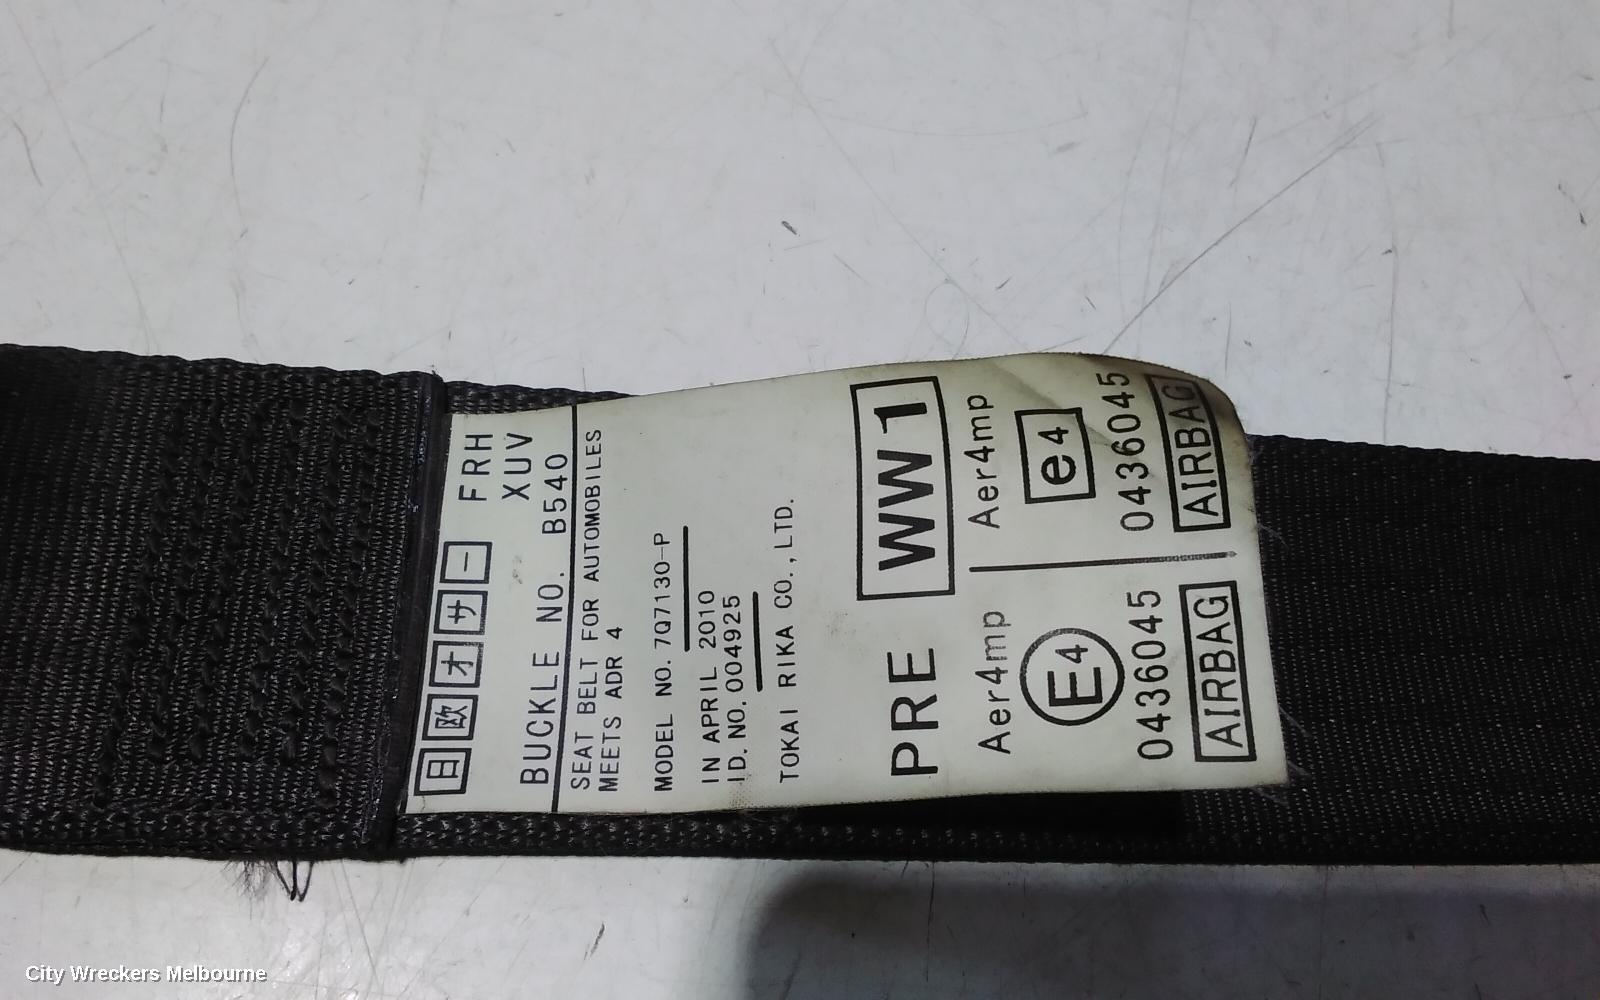 日 欧 オ サ ー FRH
XUV
BUCKLE NO. B540
SEAT BELT FOR AUTOMOBILES
MEETS ADR 4
MODEL NO. 7Q7130-P
IN APRIL 2010
ID. NO. 004925
TOKAI RIKA CO., LTD.
PRE WW1
Aer4mp Aer4mp
E4 e4
0436045 0436045
AIRBAG AIRBAG
City Wreckers Melbourne